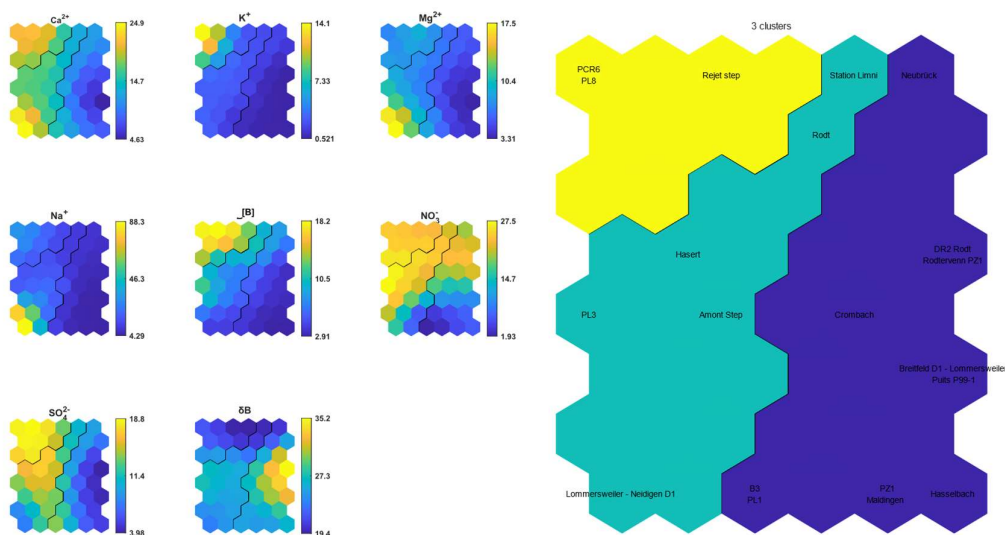 Ca2+
24.9
14.7
4.63
K+
14.1
7.33
0.521
Mg2+
17.5
10.4
3.31
Na+
88.3
46.3
4.29
_[B]
18.2
10.5
2.91
NO3-
27.5
14.7
1.93
SO42-
18.8
11.4
3.98
δB
35.2
27.3
19.4
3 clusters
PCR6
PL8
Rejet step
Station Limni
Neubrück
Rodt
Hasert
DR2 Rodt
Rodtervenn PZ1
PL3
Amont Step
Crombach
Breitfeld D1 - Lommersweiler
Puits P99-1
Lommersweiler - Neidigen D1
B3
PL1
PZ1
Maldingen
Hasselbach